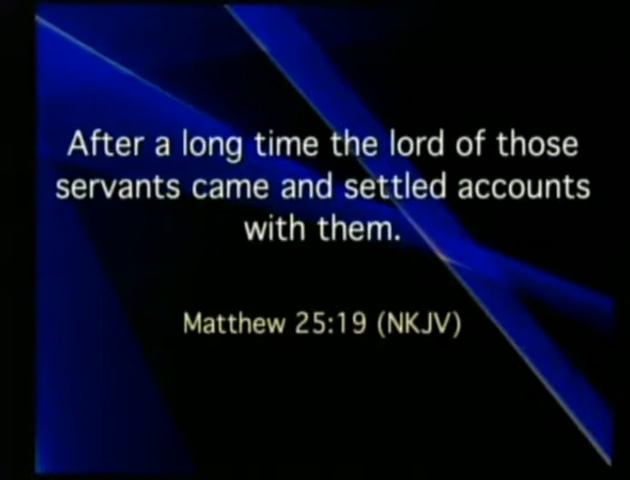 After a long time the lord of those
servants came and settled accounts
with them.
Matthew 25:19 (NKJV)